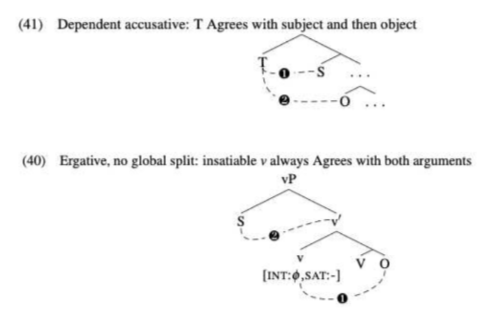 (41) Dependent accusative: T Agrees with subject and then object
T
❶ S ...
❷ O ...
(40) Ergative, no global split: insatiable v always Agrees with both arguments
vP
S v'
❷
v V O
[INT:ϕ,SAT:-]
❶